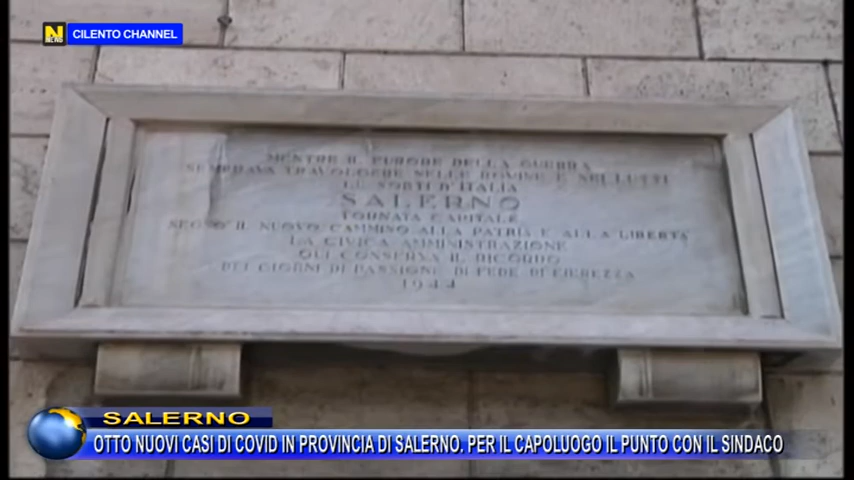 N
CILENTO CHANNEL
MENTRE IL FURORE DELLA GUERRA
SEMBRAVA TRAVOLGERE NELLE ROVINE E NEI LUTTI
LE SORTI D'ITALIA
SALERNO
TORNATA CAPITALE
SEGNO' IL NUOVO CAMMINO ALLA PATRIA E ALLA LIBERTA
LA CIVICA AMMINISTRAZIONE
QUI CONSERVA IL RICORDO
DEI GIORNI DI PASSIONE DI FEDE DI FIEREZZA
1944
SALERNO
OTTO NUOVI CASI DI COVID IN PROVINCIA DI SALERNO. PER IL CAPOLUOGO IL PUNTO CON IL SINDACO